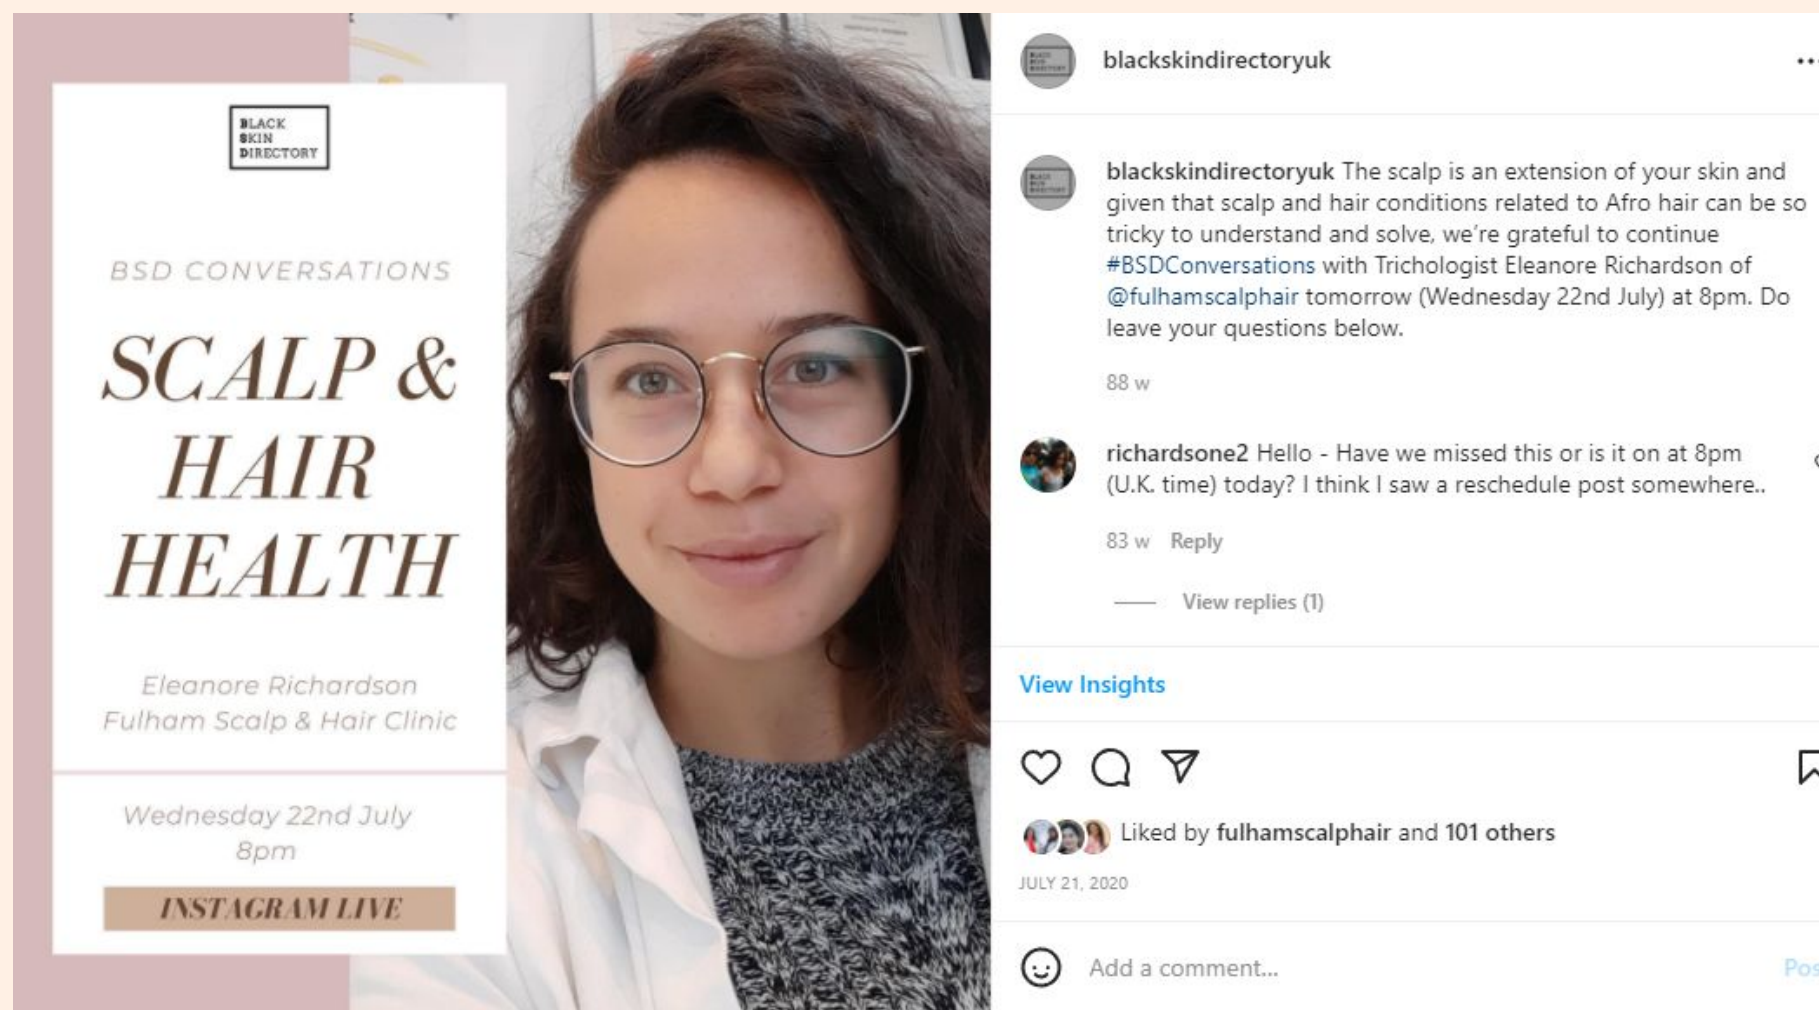 BLACK
SKIN
DIRECTORY
BSD CONVERSATIONS
SCALP &
HAIR
HEALTH
Eleanore Richardson
Fulham Scalp & Hair Clinic
Wednesday 22nd July
8pm
INSTAGRAM LIVE
blackskindirectoryuk
blackskindirectoryuk The scalp is an extension of your skin and
given that scalp and hair conditions related to Afro hair can be so
tricky to understand and solve, we're grateful to continue
#BSDConversations with Trichologist Eleanore Richardson of
@fulhamscalphair tomorrow (Wednesday 22nd July) at 8pm. Do
leave your questions below.
88 w
richardsone2 Hello - Have we missed this or is it on at 8pm
(U.K. time) today? I think I saw a reschedule post somewhere..
83 w Reply
View replies (1)
View Insights
Liked by fulhamscalphair and 101 others
JULY 21, 2020
Add a comment...
Pos